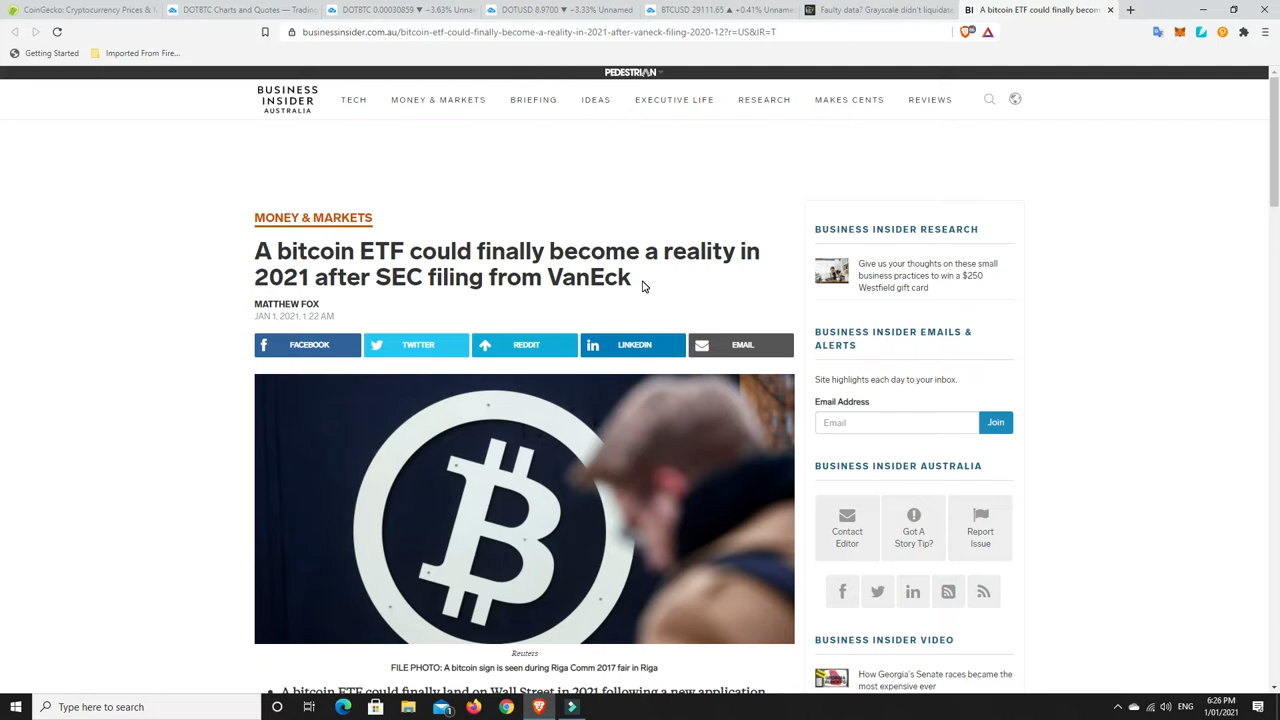 CoinGecko: Cryptocurrency Prices & 
DOTBTC Charts and Quotes — Trading
DOTBTC 0.00030859 ▼ −3.63% Unnam
DOTUSD 8.9700 ▼ −3.33% Unnamed
BTCUSD 29111.65 ▲ +0.41% Unname
Faulty data? Grayscale didn't liquidate
BI A bitcoin ETF could finally becom
businessinsider.com.au/bitcoin-etf-could-finally-become-a-reality-in-2021-after-vaneck-filing-2020-12?r=US&IR=T
Getting Started
Imported From Fire...
PEDESTRIAN
BUSINESS
INSIDER
AUSTRALIA
TECH
MONEY & MARKETS
BRIEFING
IDEAS
EXECUTIVE LIFE
RESEARCH
MAKES CENTS
REVIEWS
MONEY & MARKETS
A bitcoin ETF could finally become a reality in
2021 after SEC filing from VanEck
MATTHEW FOX
JAN 1, 2021, 1:22 AM
FACEBOOK
TWITTER
REDDIT
LINKEDIN
EMAIL
Reuters
FILE PHOTO: A bitcoin sign is seen during Riga Comm 2017 fair in Riga
A bitcoin ETF could finally land on Wall Street in 2021 following a new application
BUSINESS INSIDER RESEARCH
Give us your thoughts on these small
business practices to win a $250
Westfield gift card
BUSINESS INSIDER EMAILS &
ALERTS
Site highlights each day to your inbox.
Email Address
Email
Join
BUSINESS INSIDER AUSTRALIA
Contact
Editor
Got A
Story Tip?
Report
Issue
BUSINESS INSIDER VIDEO
How Georgia's Senate races became the
most expensive ever
Type here to search
ENG
6:26 PM
1/01/2021